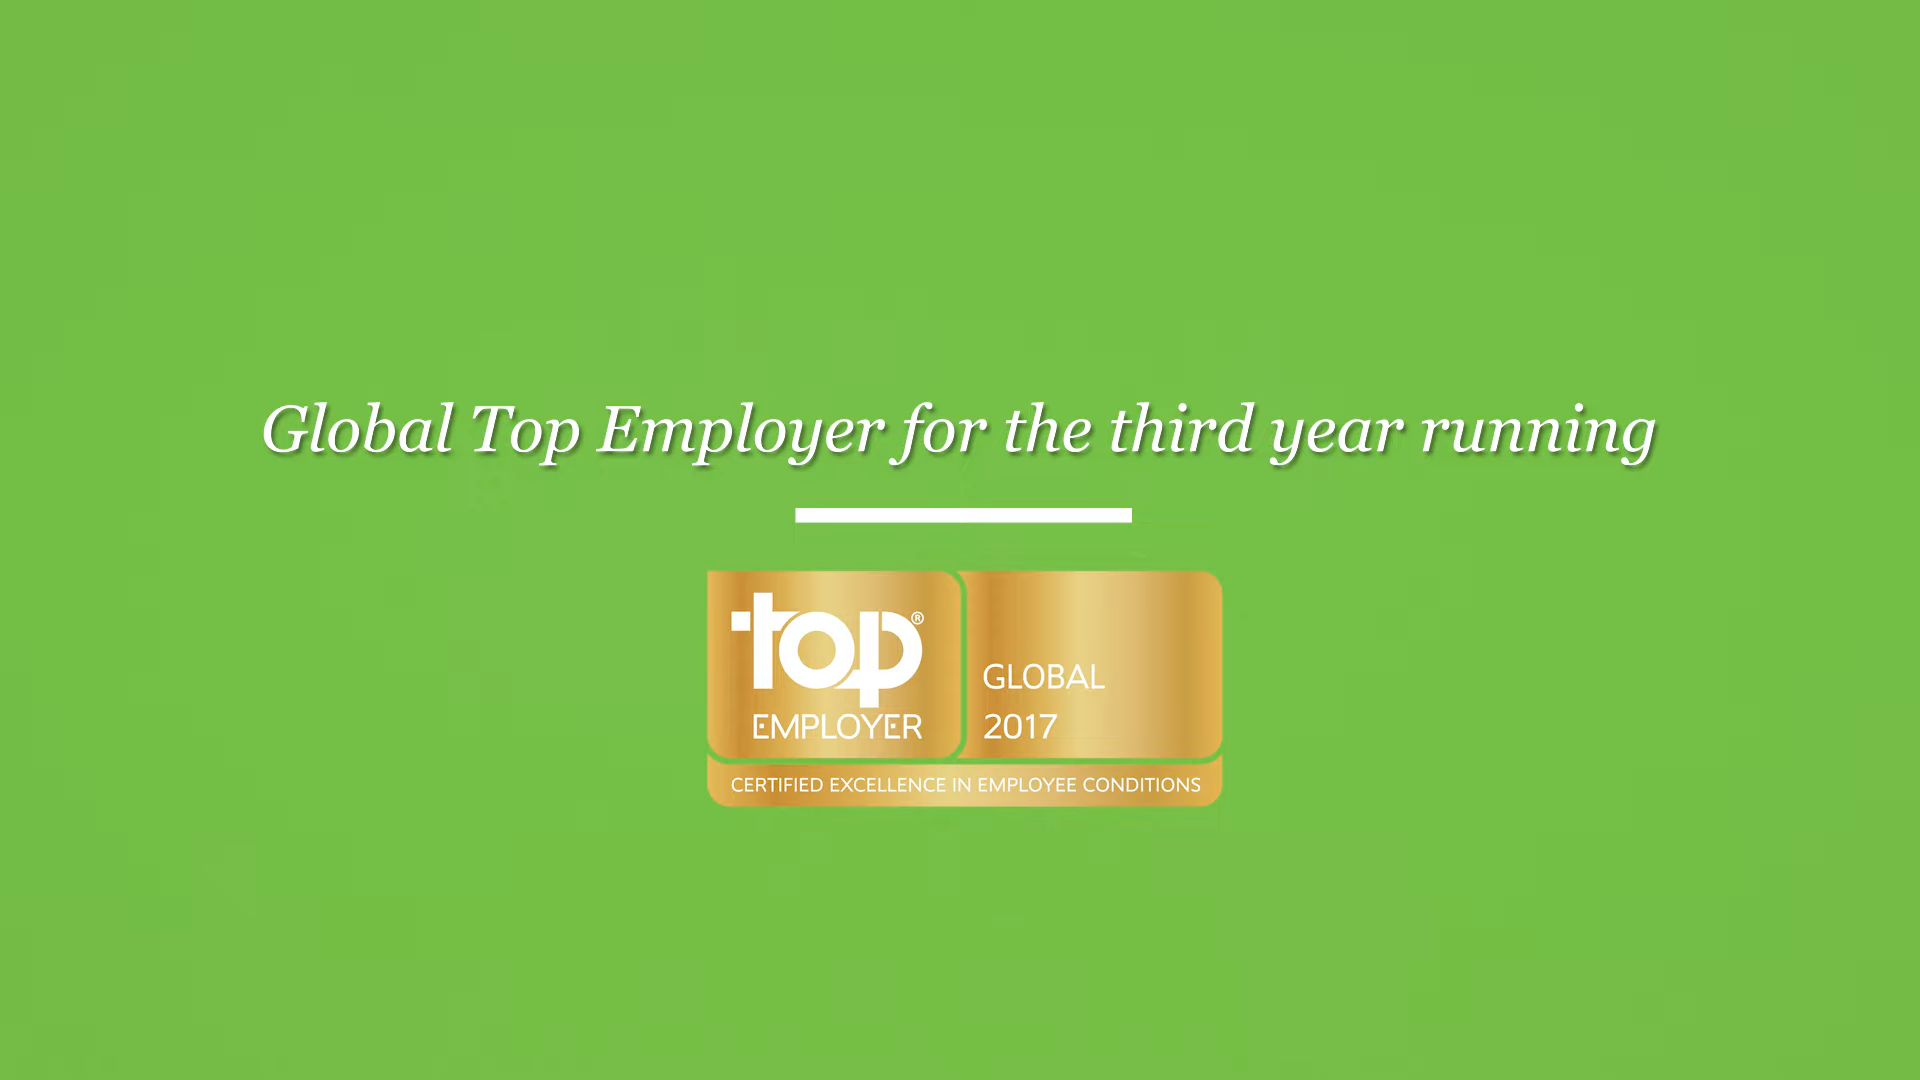 Global Top Employer for the third year running
top®
EMPLOYER
GLOBAL
2017
CERTIFIED EXCELLENCE IN EMPLOYEE CONDITIONS